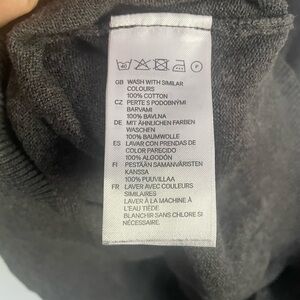 GB WASH WITH SIMILAR
COLOURS
100% COTTON
CZ PERTE S PODOBNÝMI
BARVAMI
100% BAVLNA
DE MIT ÄHNLICHEN FARBEN
WASCHEN
100% BAUMWOLLE
ES LAVAR CON PRENDAS DE
COLOR PARECIDO
100% ALGODÓN
FI PESTÄÄN SAMANVÄRISTEN
KANSSA
100% PUUVILLAA
FR LAVER AVEC COULEURS
SIMILAIRES
LAVER À LA MACHINE À
L'EAU TIÈDE
BLANCHIR SANS CHLORE SI
NÉCESSAIRE.